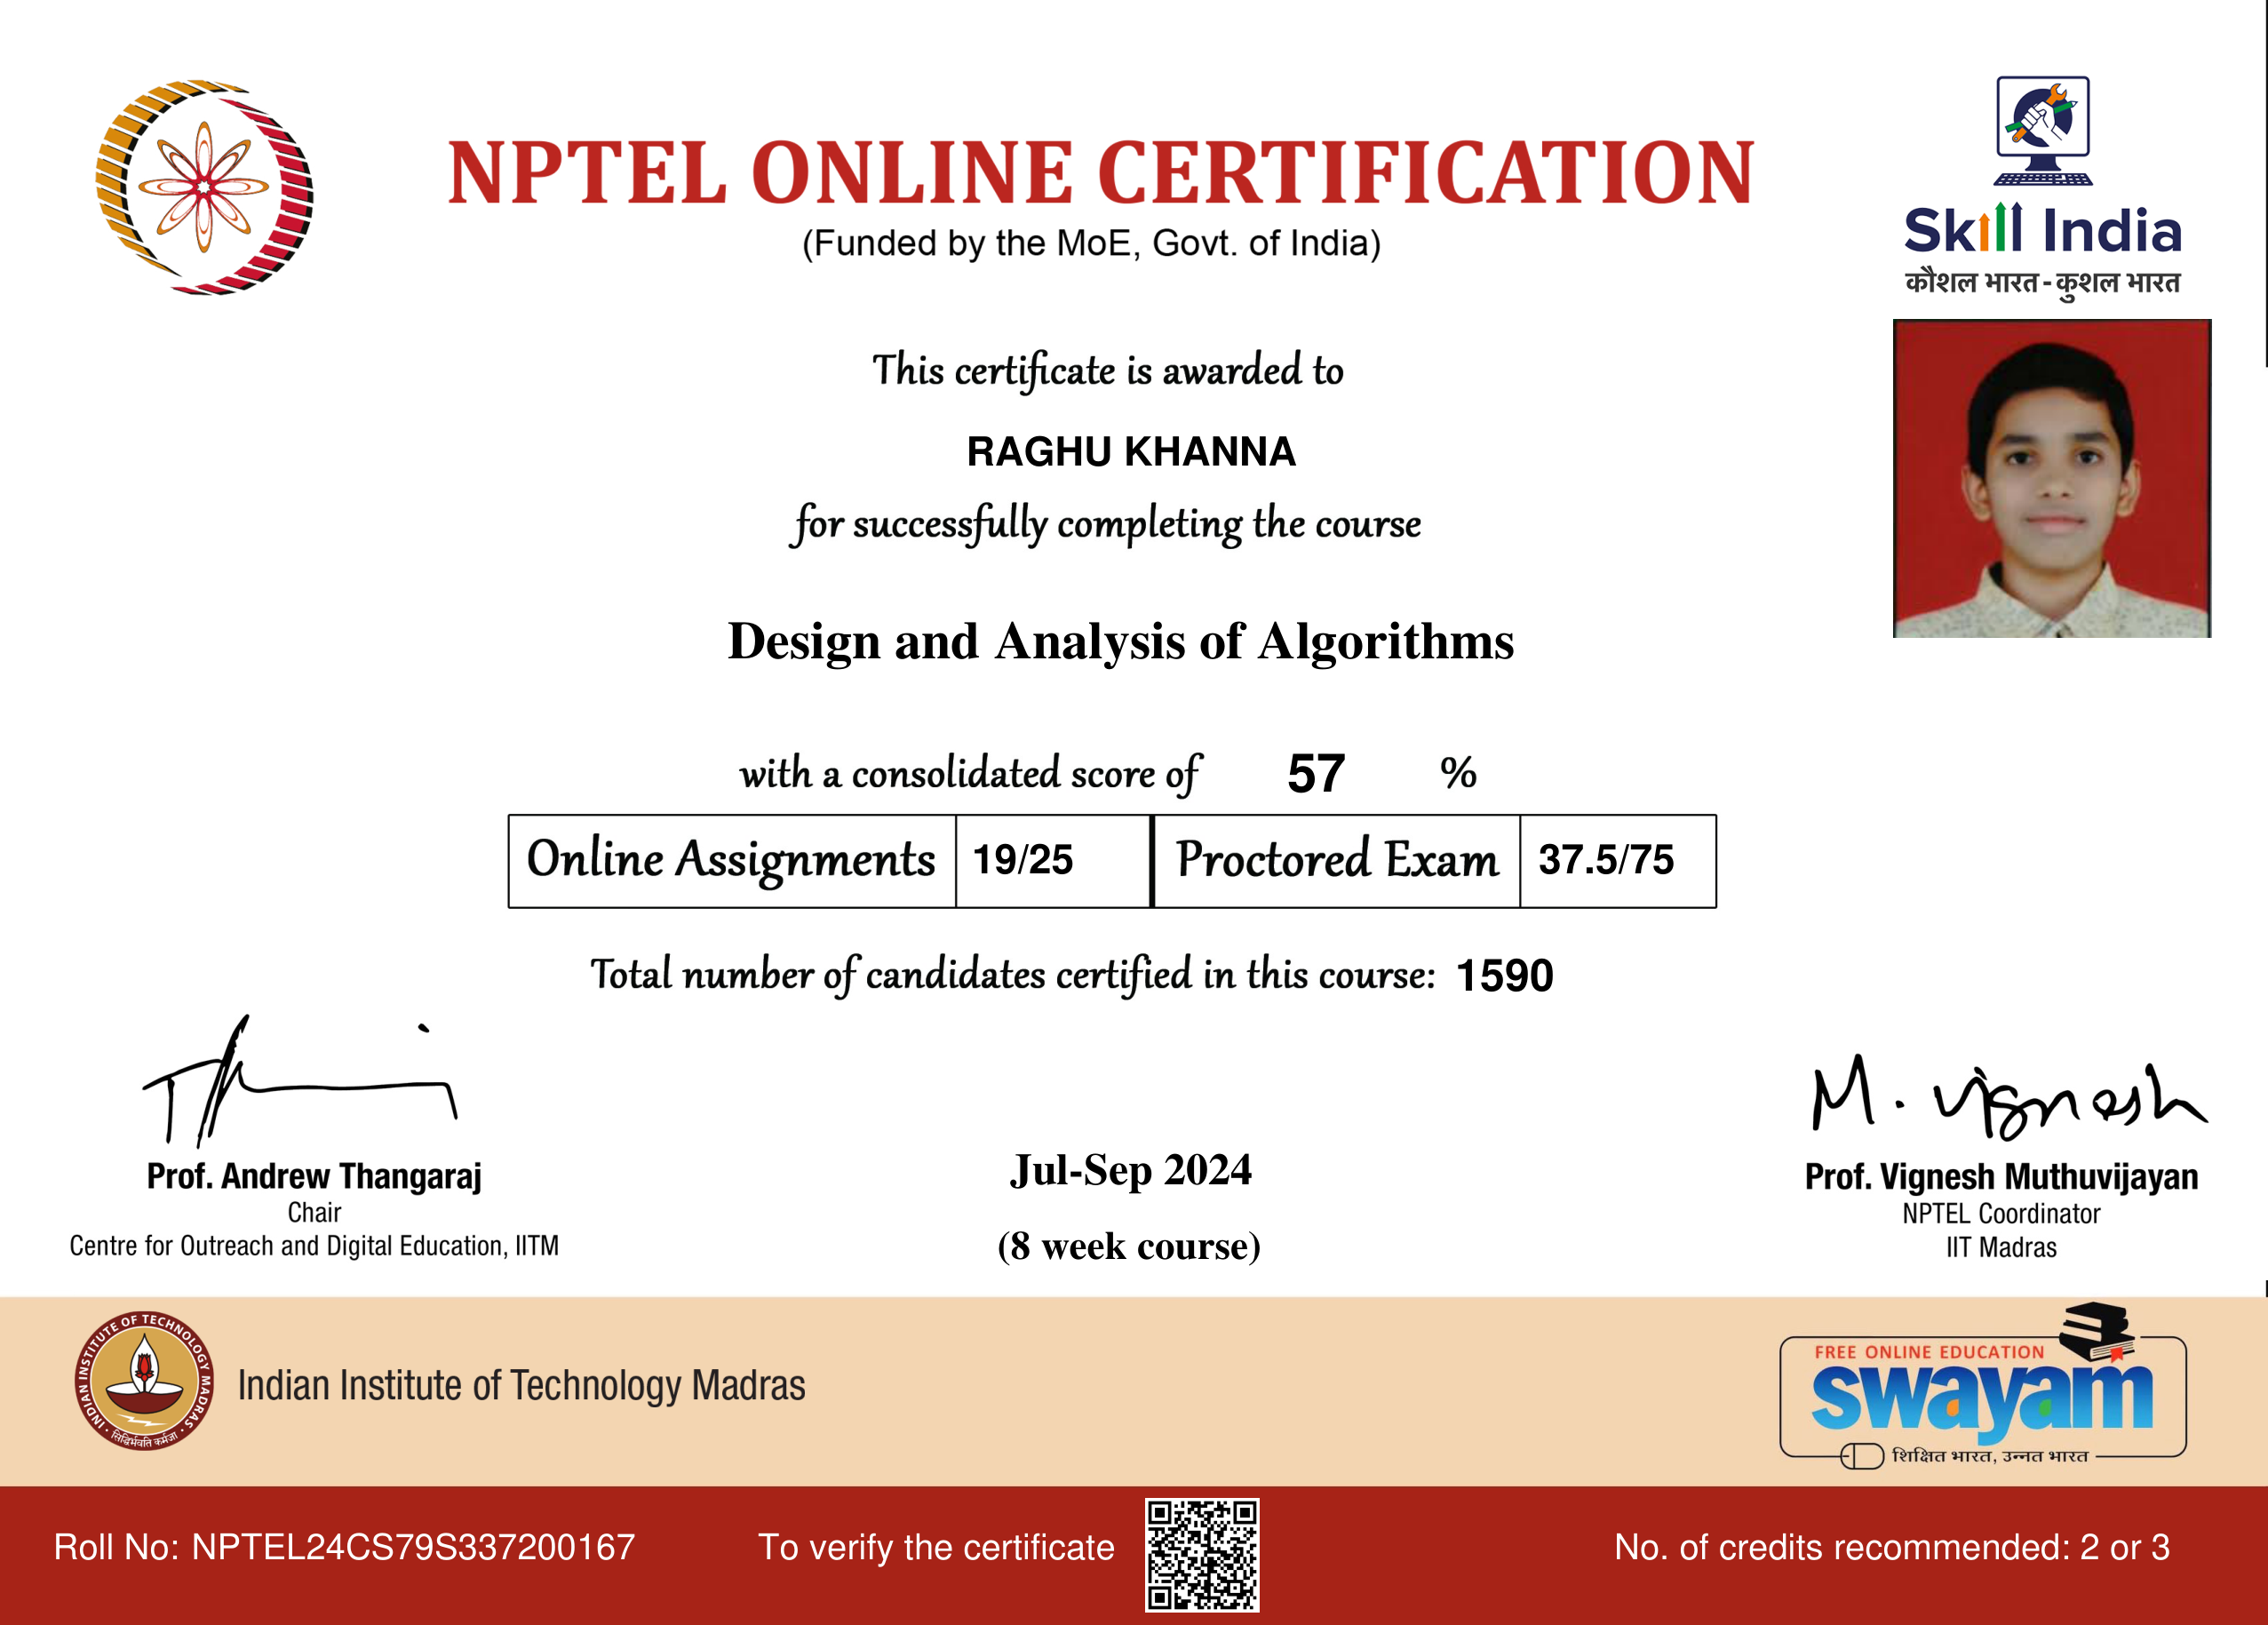 NPTEL ONLINE CERTIFICATION
(Funded by the MoE, Govt. of India)
Skill India
कौशल भारत - कुशल भारत
This certificate is awarded to
RAGHU KHANNA
for successfully completing the course
Design and Analysis of Algorithms
with a consolidated score of 57 %
Online Assignments 19/25 Proctored Exam 37.5/75
Total number of candidates certified in this course: 1590
M. Vignesh
Prof. Andrew Thangaraj
Chair
Centre for Outreach and Digital Education, IITM
Jul-Sep 2024
(8 week course)
Prof. Vignesh Muthuvijayan
NPTEL Coordinator
IIT Madras
INDIAN INSTITUTE OF TECHNOLOGY MADRAS
सिद्धिर्भवति कर्मजा
Indian Institute of Technology Madras
FREE ONLINE EDUCATION
swayam
शिक्षित भारत, उन्नत भारत
Roll No: NPTEL24CS79S337200167
To verify the certificate
No. of credits recommended: 2 or 3